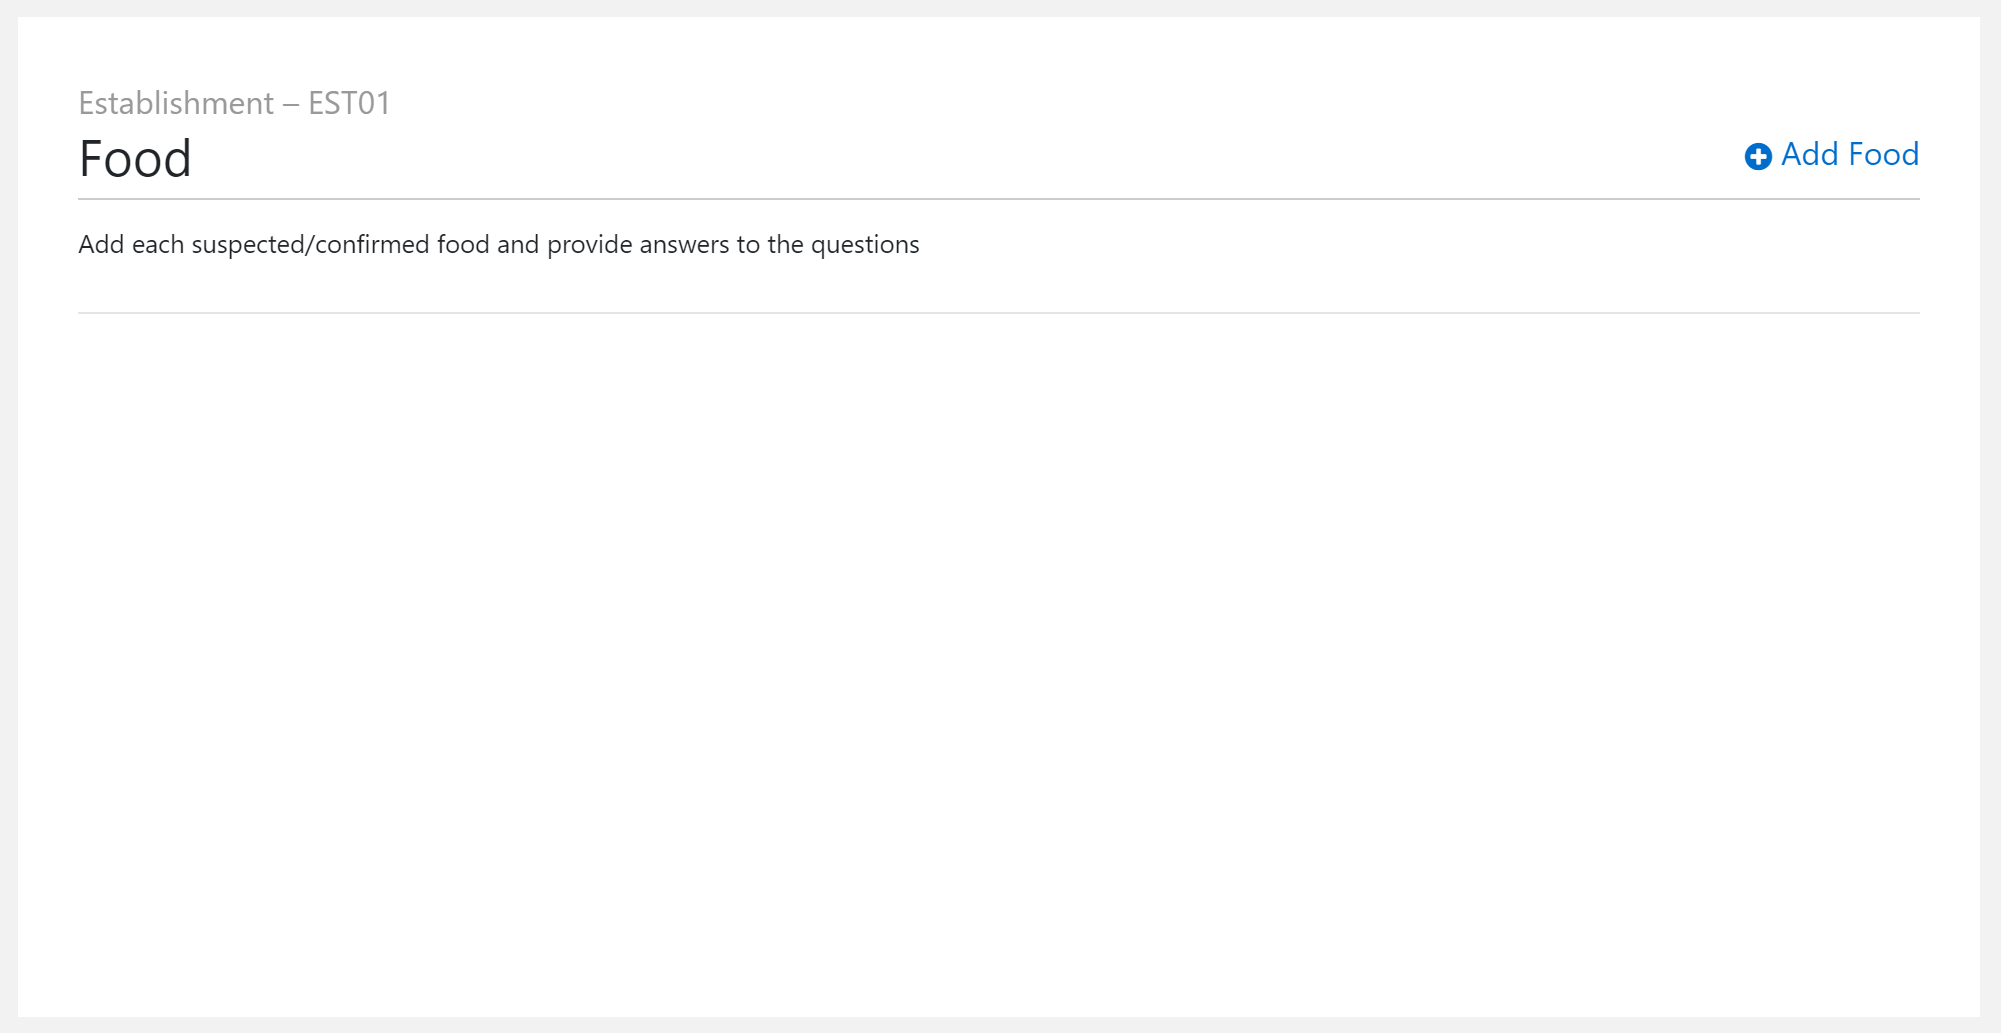 Establishment – EST01
Food
Add Food
Add each suspected/confirmed food and provide answers to the questions